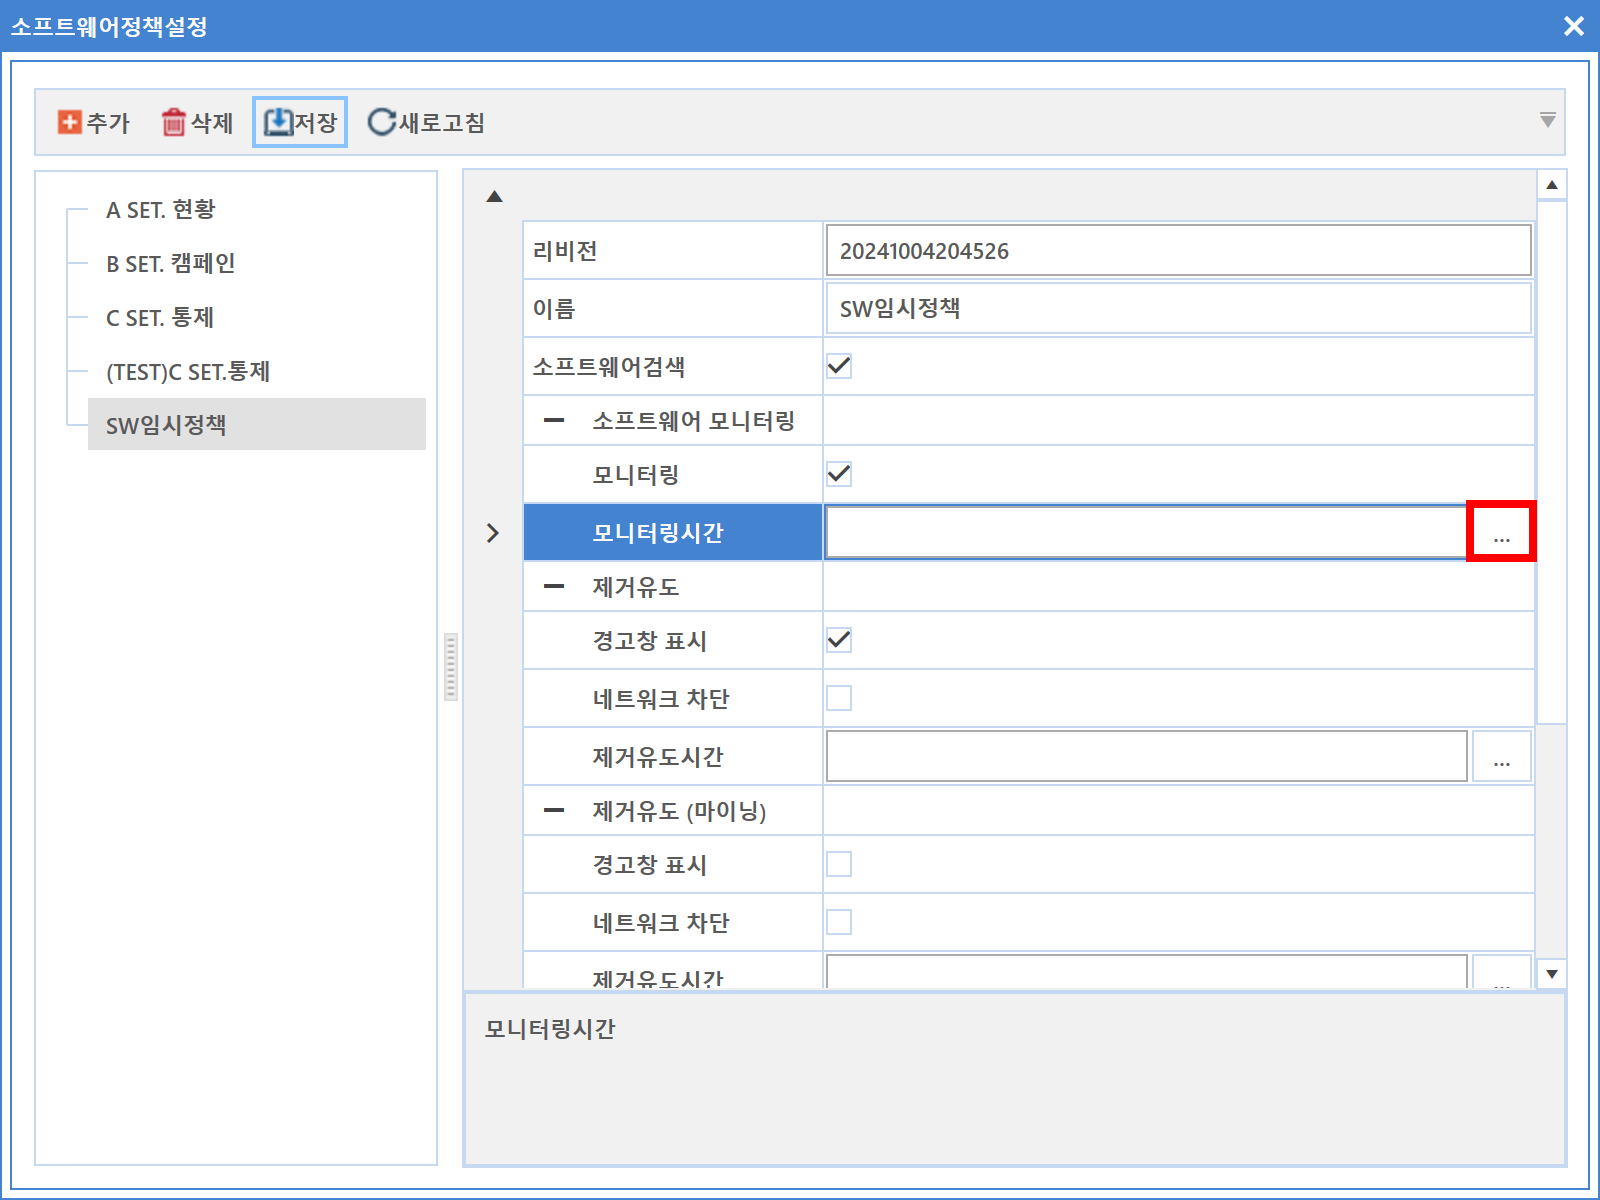 소프트웨어정책설정
추가 삭제 저장 새로고침
A SET. 현황
B SET. 캠페인
C SET. 통제
(TEST)C SET.통제
SW임시정책
리비전 20241004204526
이름 SW임시정책
소프트웨어검색
소프트웨어 모니터링
모니터링
모니터링시간 ...
제거유도
경고창 표시
네트워크 차단
제거유도시간 ...
제거유도 (마이닝)
경고창 표시
네트워크 차단
제거유도시간 ...
모니터링시간